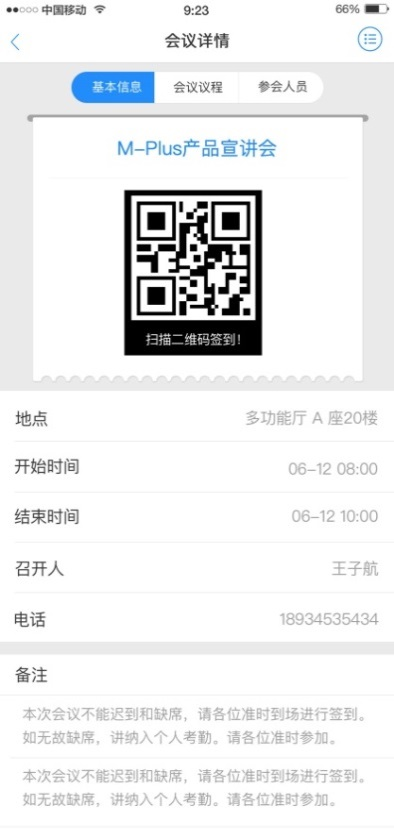 中国移动
9:23
66%
会议详情
基本信息 会议议程 参会人员
M-Plus产品宣讲会
扫描二维码签到！
地点 多功能厅 A 座20楼
开始时间 06-12 08:00
结束时间 06-12 10:00
召开人 王子航
电话 18934535434
备注
本次会议不能迟到和缺席，请各位准时到场进行签到。
如无故缺席，讲纳入个人考勤。请各位准时参加。
本次会议不能迟到和缺席，请各位准时到场进行签到。
如无故缺席，讲纳入个人考勤。请各位准时参加。